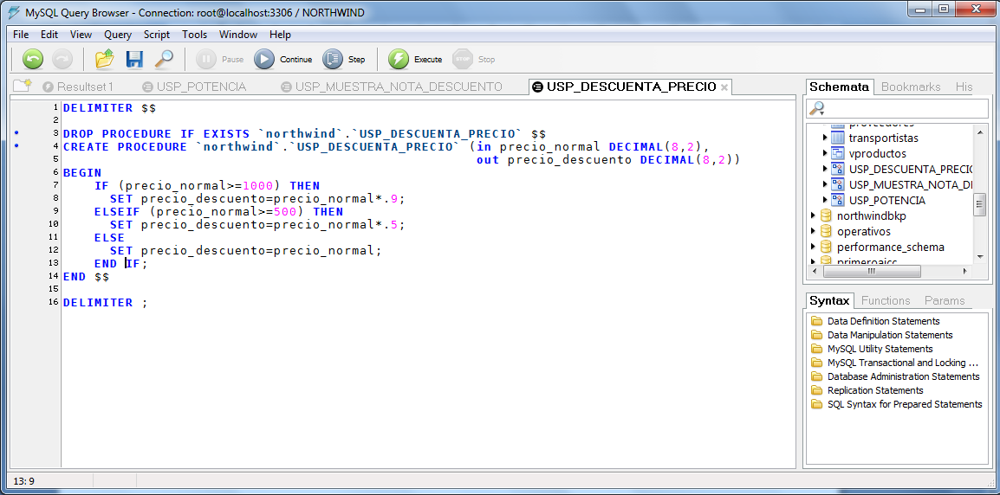 MySQL Query Browser - Connection: root@localhost:3306 / NORTHWIND
File Edit View Query Script Tools Window Help
Pause Continue Step Execute STOP Stop
Resultset 1 USP_POTENCIA USP_MUESTRA_NOTA_DESCUENTO USP_DESCUENTA_PRECIO
1 DELIMITER $$
2
3 DROP PROCEDURE IF EXISTS `northwind`.`USP_DESCUENTA_PRECIO` $$
4 CREATE PROCEDURE `northwind`.`USP_DESCUENTA_PRECIO` (in precio_normal DECIMAL(8,2),
5 out precio_descuento DECIMAL(8,2))
6 BEGIN
7 IF (precio_normal>=1000) THEN
8 SET precio_descuento=precio_normal*.9;
9 ELSEIF (precio_normal>=500) THEN
10 SET precio_descuento=precio_normal*.5;
11 ELSE
12 SET precio_descuento=precio_normal;
13 END IF;
14 END $$
15
16 DELIMITER ;
Schemata Bookmarks His
proveedores
transportistas
vproductos
USP_DESCUENTA_PRECIO
USP_MUESTRA_NOTA_DI
USP_POTENCIA
northwindbkp
operativos
performance_schema
primeroaicc
Syntax Functions Params
Data Definition Statements
Data Manipulation Statements
MySQL Utility Statements
MySQL Transactional and Locking ...
Database Administration Statements
Replication Statements
SQL Syntax for Prepared Statements
13: 9